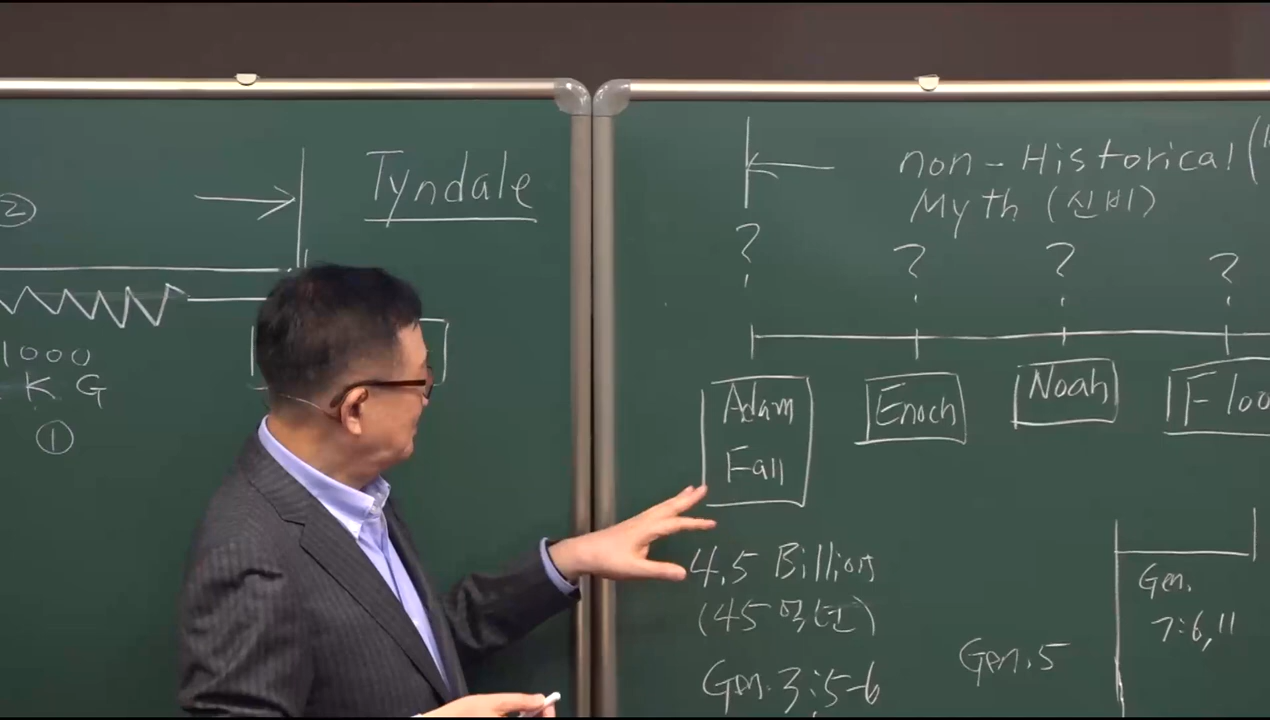 ②
Tyndale
1000
K G
①
non-Historical (
Myth (신비)
? ? ? ?
Adam
Fall
Enoch
Noah
Floo
4.5 Billion
(45억년)
Gen. 3:5-6
Gen. 5
Gen.
7:6, 11